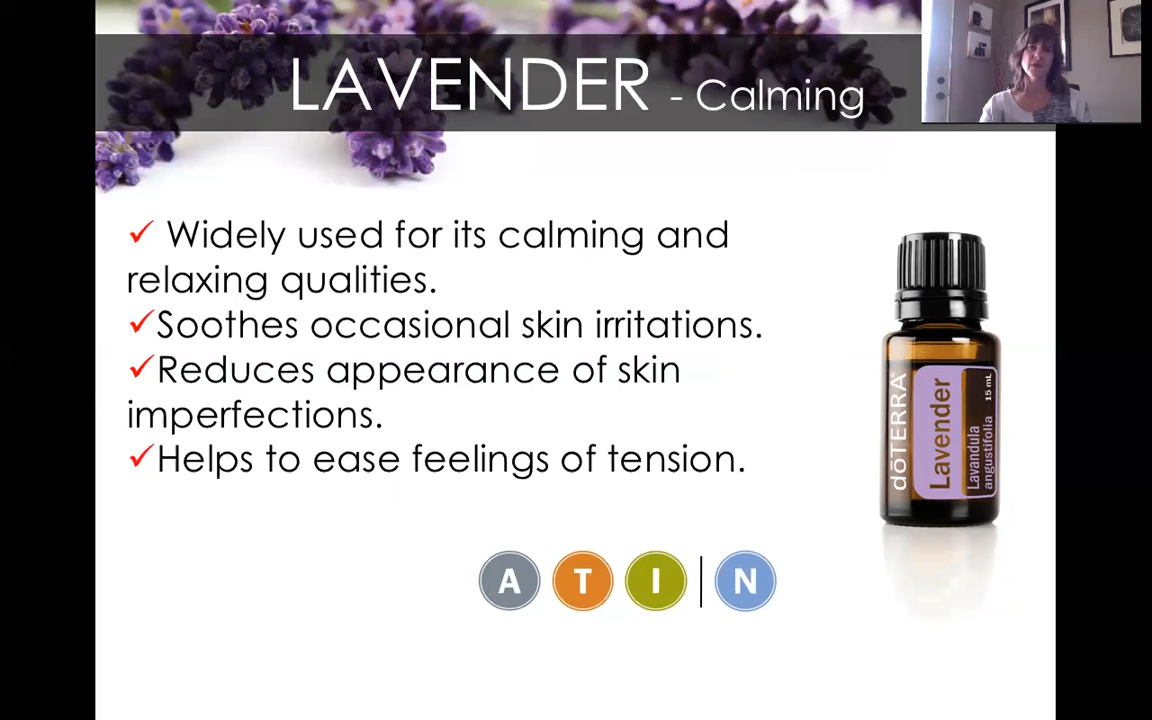 LAVENDER - Calming
✓ Widely used for its calming and
relaxing qualities.
✓Soothes occasional skin irritations.
✓Reduces appearance of skin
imperfections.
✓Helps to ease feelings of tension.
dōTERRA
Lavender
Lavandula
angustifolia 15 mL
A T I | N